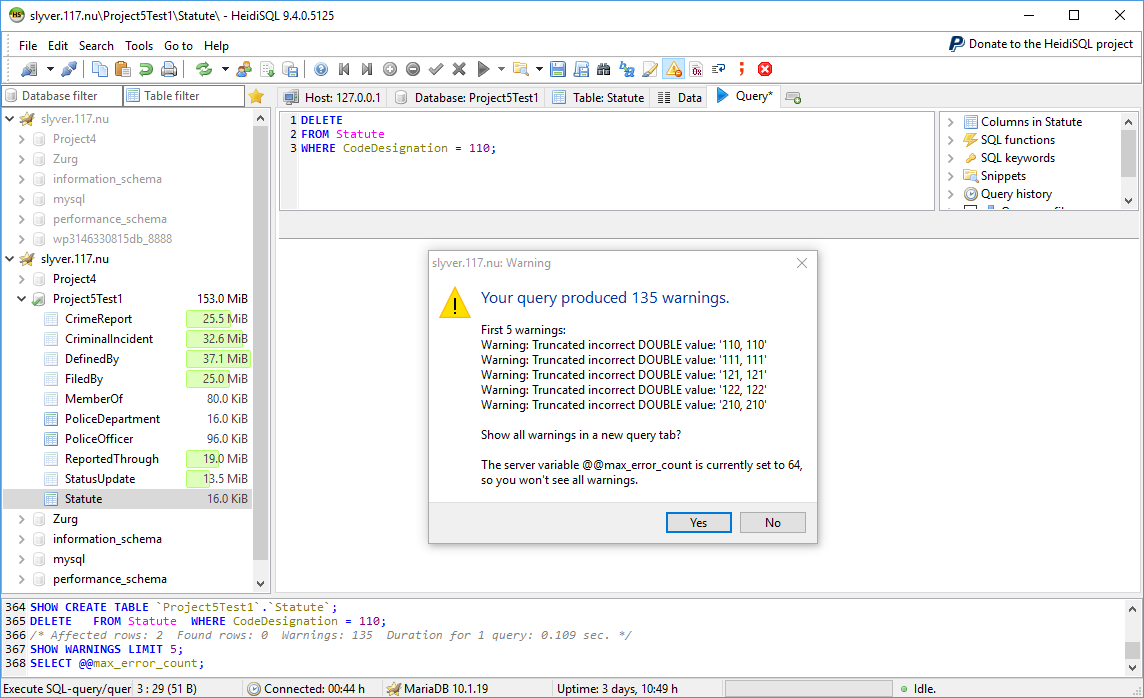 slyver.117.nu\Project5Test1\Statute\ - HeidiSQL 9.4.0.5125
File Edit Search Tools Go to Help
Donate to the HeidiSQL project
Database filter Table filter
Host: 127.0.0.1 Database: Project5Test1 Table: Statute Data Query*
slyver.117.nu
Project4
Zurg
information_schema
mysql
performance_schema
wp3146330815db_8888
slyver.117.nu
Project4
Project5Test1 153.0 MiB
CrimeReport 25.5 MiB
CriminalIncident 32.6 MiB
DefinedBy 37.1 MiB
FiledBy 25.0 MiB
MemberOf 80.0 KiB
PoliceDepartment 16.0 KiB
PoliceOfficer 96.0 KiB
ReportedThrough 19.0 MiB
StatusUpdate 13.5 MiB
Statute 16.0 KiB
Zurg
information_schema
mysql
performance_schema
1 DELETE
2 FROM Statute
3 WHERE CodeDesignation = 110;
Columns in Statute
SQL functions
SQL keywords
Snippets
Query history
slyver.117.nu: Warning
Your query produced 135 warnings.
First 5 warnings:
Warning: Truncated incorrect DOUBLE value: '110, 110'
Warning: Truncated incorrect DOUBLE value: '111, 111'
Warning: Truncated incorrect DOUBLE value: '121, 121'
Warning: Truncated incorrect DOUBLE value: '122, 122'
Warning: Truncated incorrect DOUBLE value: '210, 210'
Show all warnings in a new query tab?
The server variable @@max_error_count is currently set to 64,
so you won't see all warnings.
Yes No
364 SHOW CREATE TABLE `Project5Test1`.`Statute`;
365 DELETE FROM Statute WHERE CodeDesignation = 110;
366 /* Affected rows: 2 Found rows: 0 Warnings: 135 Duration for 1 query: 0.109 sec. */
367 SHOW WARNINGS LIMIT 5;
368 SELECT @@max_error_count;
Execute SQL-query/quer 3 : 29 (51 B) Connected: 00:44 h MariaDB 10.1.19 Uptime: 3 days, 10:49 h Idle.